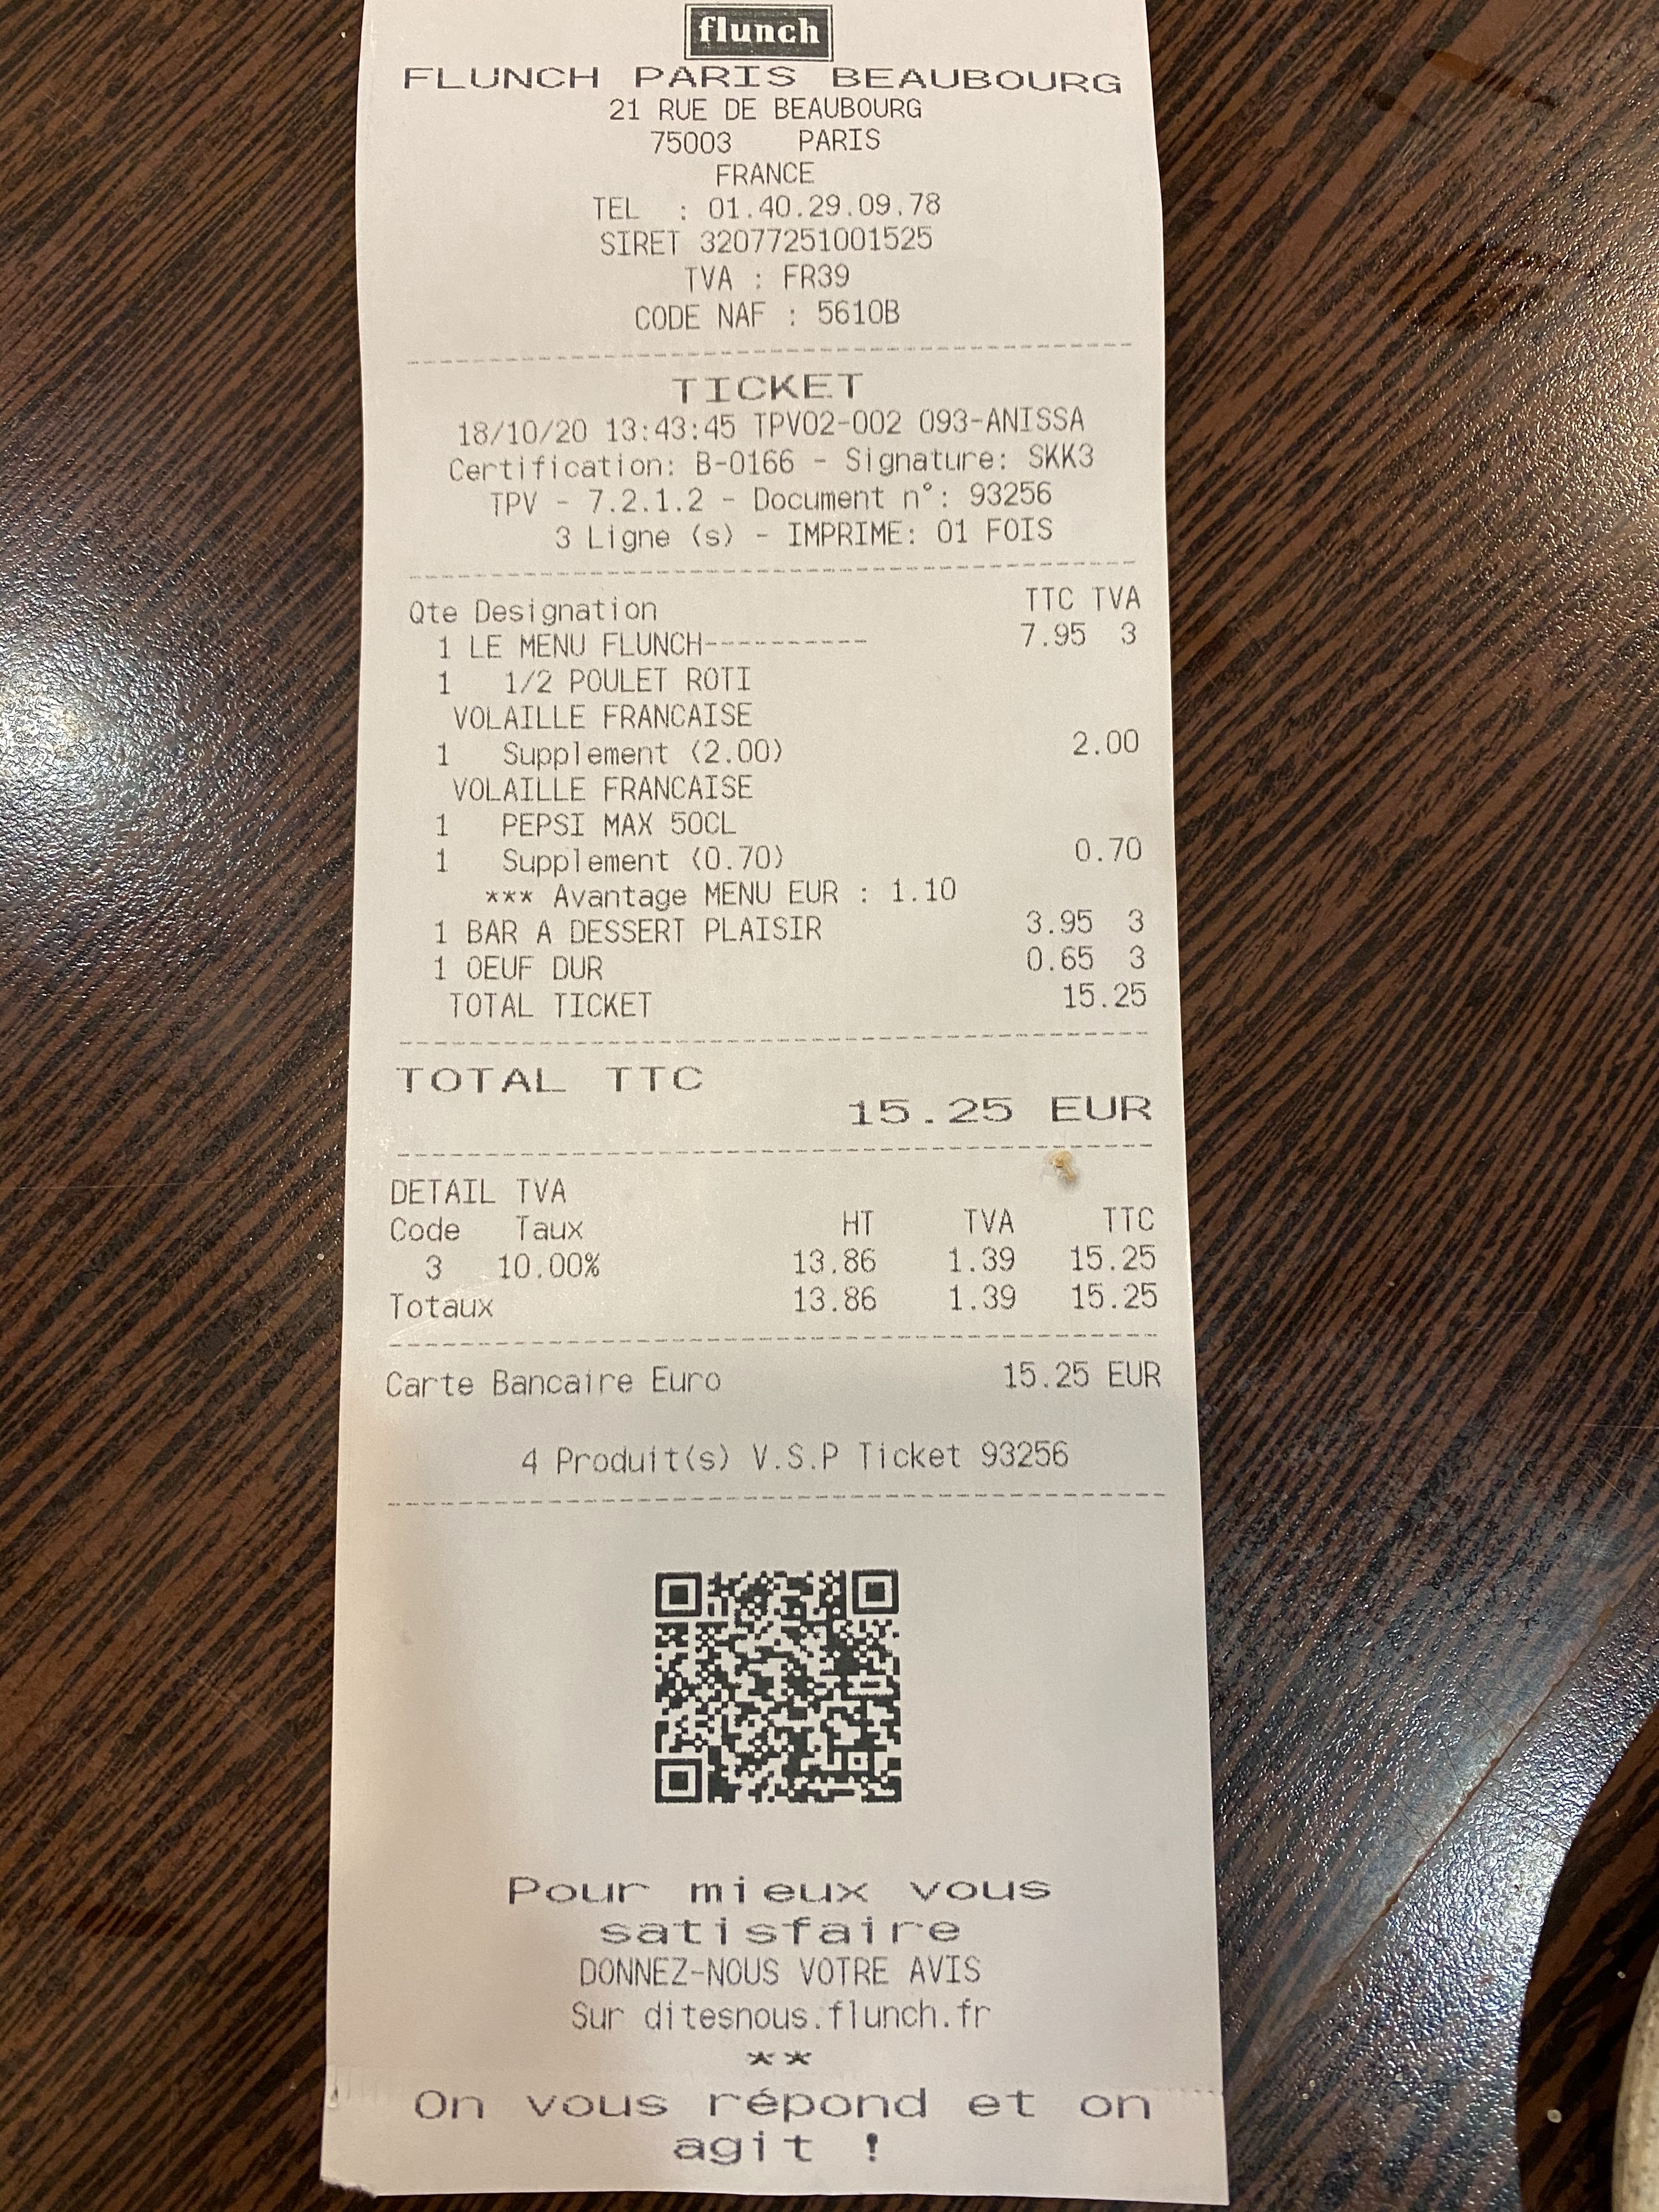 flunch
FLUNCH PARIS BEAUBOURG
21 RUE DE BEAUBOURG
75003 PARIS
FRANCE
TEL : 01.40.29.09.78
SIRET 32077251001525
TVA : FR39
CODE NAF : 5610B
TICKET
18/10/20 13:43:45 TPV02-002 093-ANISSA
Certification: B-0166 - Signature: SKK3
TPV - 7.2.1.2 - Document n°: 93256
3 Ligne (s) - IMPRIME: 01 FOIS
Qte Designation TTC TVA
1 LE MENU FLUNCH---------- 7.95 3
1 1/2 POULET ROTI
VOLAILLE FRANCAISE
1 Supplement (2.00) 2.00
VOLAILLE FRANCAISE
1 PEPSI MAX 50CL
1 Supplement (0.70) 0.70
*** Avantage MENU EUR : 1.10
1 BAR A DESSERT PLAISIR 3.95 3
1 OEUF DUR 0.65 3
TOTAL TICKET 15.25
TOTAL TTC
15.25 EUR
DETAIL TVA
Code Taux HT TVA TTC
3 10.00% 13.86 1.39 15.25
Totaux 13.86 1.39 15.25
Carte Bancaire Euro 15.25 EUR
4 Produit(s) V.S.P Ticket 93256
Pour mieux vous
satisfaire
DONNEZ-NOUS VOTRE AVIS
Sur ditesnous.flunch.fr
**
On vous répond et on
agit !